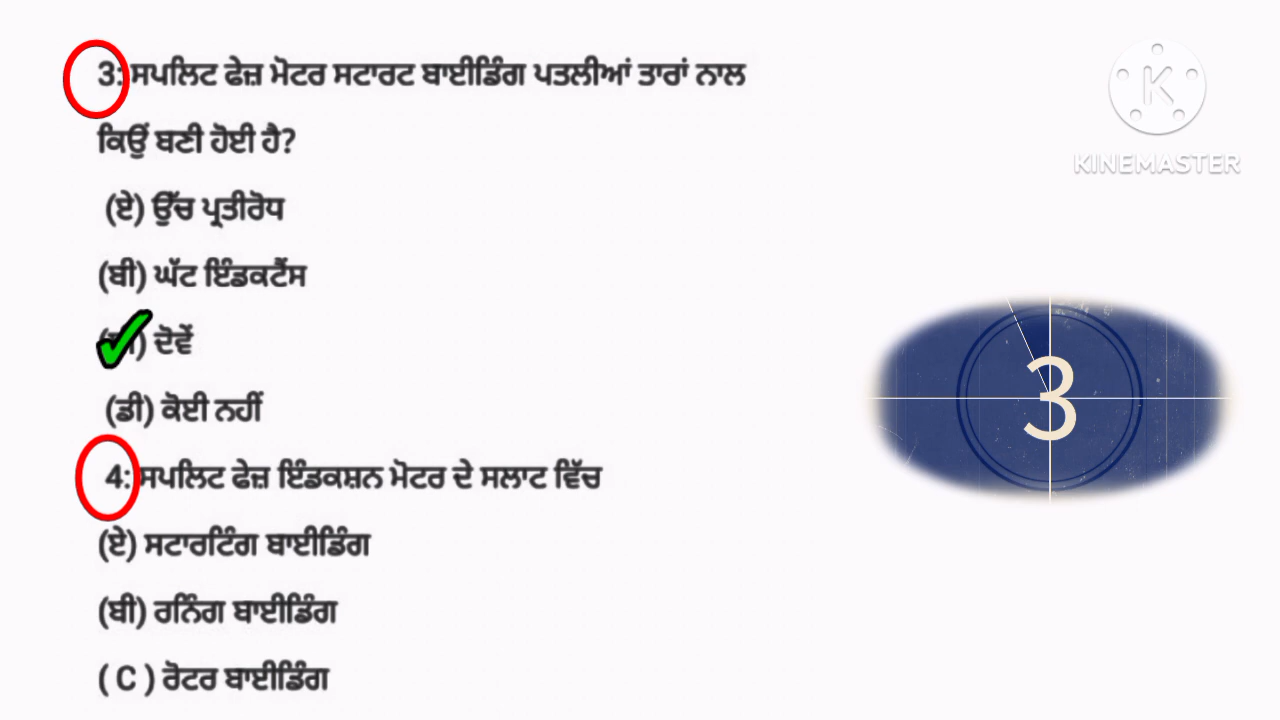 3: ਸਪਲਿਟ ਫੇਜ਼ ਮੋਟਰ ਸਟਾਰਟ ਬਾਈਡਿੰਗ ਪਤਲੀਆਂ ਤਾਰਾਂ ਨਾਲ
ਕਿਉਂ ਬਣੀ ਹੋਈ ਹੈ?
(ਏ) ਉੱਚ ਪ੍ਰਤੀਰੋਧ
(ਬੀ) ਘੱਟ ਇੰਡਕਟੈਂਸ
ਦੋਵੇਂ
(ਡੀ) ਕੋਈ ਨਹੀਂ
4: ਸਪਲਿਟ ਫੇਜ਼ ਇੰਡਕਸ਼ਨ ਮੋਟਰ ਦੇ ਸਲਾਟ ਵਿੱਚ
(ਏ) ਸਟਾਰਟਿੰਗ ਬਾਈਡਿੰਗ
(ਬੀ) ਰਨਿੰਗ ਬਾਈਡਿੰਗ
( C ) ਰੋਟਰ ਬਾਈਡਿੰਗ
K
KINEMASTER
3